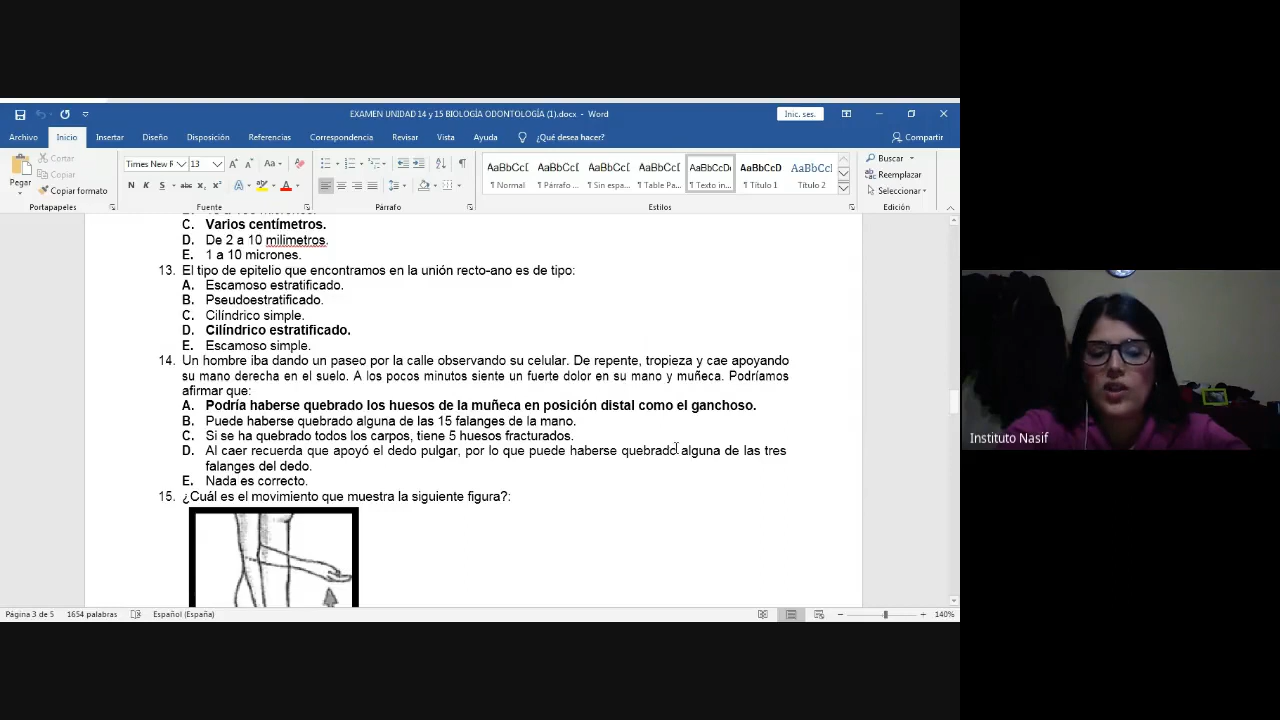 EXAMEN UNIDAD 14 y 15 BIOLOGÍA ODONTOLOGÍA (1).docx - Word
Inic. ses.
Archivo Inicio Insertar Diseño Disposición Referencias Correspondencia Revisar Vista Ayuda ¿Qué desea hacer? Compartir
Pegar
Cortar
Copiar
Copiar formato
Portapapeles
Times New R 13
N K S abc x₂ x²
Fuente
Párrafo
AaBbCcI AaBbCcI AaBbCcI AaBbCcI AaBbCcDi AaBbCcD AaBbCcI
¶ Normal ¶ Párrafo ... ¶ Sin espa... ¶ Table Pa... ¶ Texto in... ¶ Título 1 Título 2
Estilos
Buscar
Reemplazar
Seleccionar
Edición
C. Varios centímetros.
D. De 2 a 10 milimetros.
E. 1 a 10 micrones.
13. El tipo de epitelio que encontramos en la unión recto-ano es de tipo:
A. Escamoso estratificado.
B. Pseudoestratificado.
C. Cilíndrico simple.
D. Cilíndrico estratificado.
E. Escamoso simple.
14. Un hombre iba dando un paseo por la calle observando su celular. De repente, tropieza y cae apoyando
su mano derecha en el suelo. A los pocos minutos siente un fuerte dolor en su mano y muñeca. Podríamos
afirmar que:
A. Podría haberse quebrado los huesos de la muñeca en posición distal como el ganchoso.
B. Puede haberse quebrado alguna de las 15 falanges de la mano.
C. Si se ha quebrado todos los carpos, tiene 5 huesos fracturados.
D. Al caer recuerda que apoyó el dedo pulgar, por lo que puede haberse quebrado alguna de las tres
falanges del dedo.
E. Nada es correcto.
15. ¿Cuál es el movimiento que muestra la siguiente figura?:
Página 3 de 5 1654 palabras Español (España) 140%
Instituto Nasif